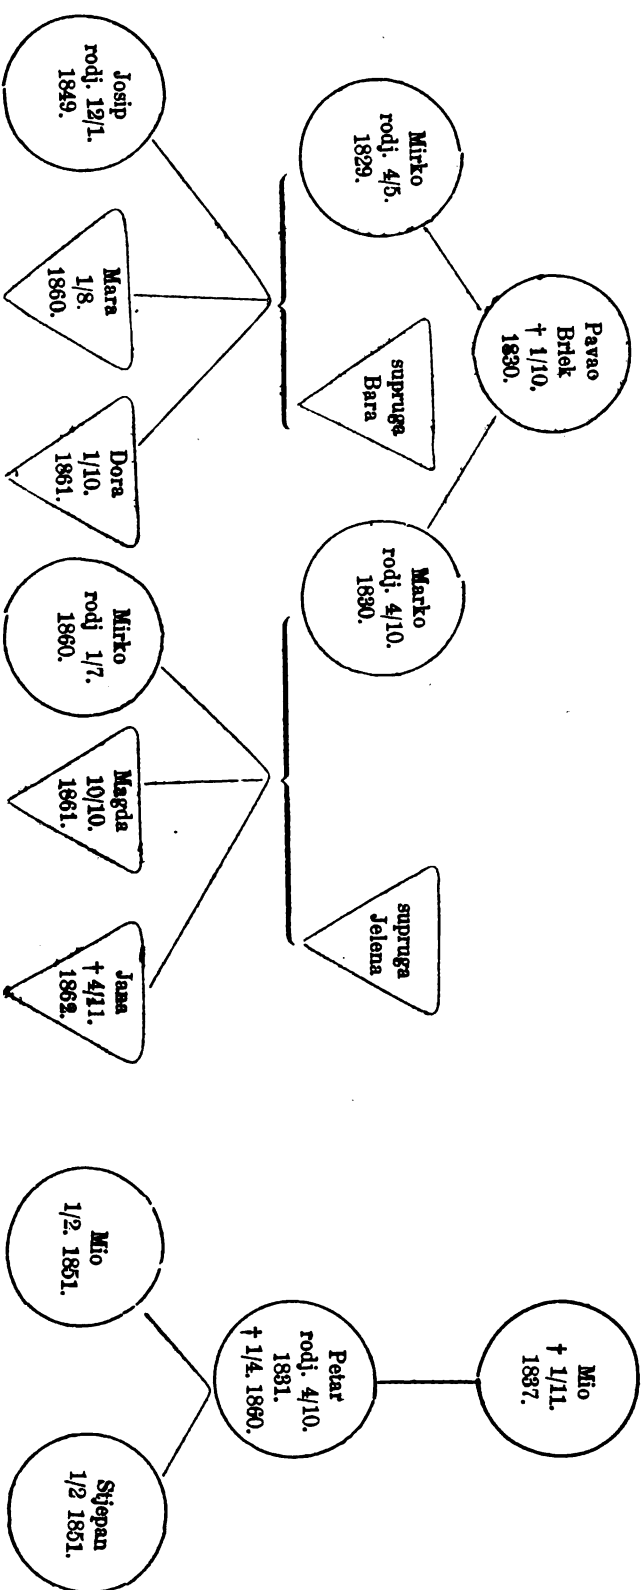 Pavao
Briek
† 1/10.
1830.
Mio
† 1/11.
1837.
Mirko
rodj. 4/5.
1829.
supruga
Bara
Marko
rodj. 4/10.
1830.
supruga
Jelena
Petar
rodj. 4/10.
1831.
† 1/4. 1860.
Josip
rodj. 12/1.
1849.
Mara
1/8.
1860.
Dora
1/10.
1861.
Mirko
rodj 1/7.
1860.
Magda
10/10.
1861.
Jana
† 4/11.
1862.
Mio
1/2. 1851.
Stjepan
1/2 1851.